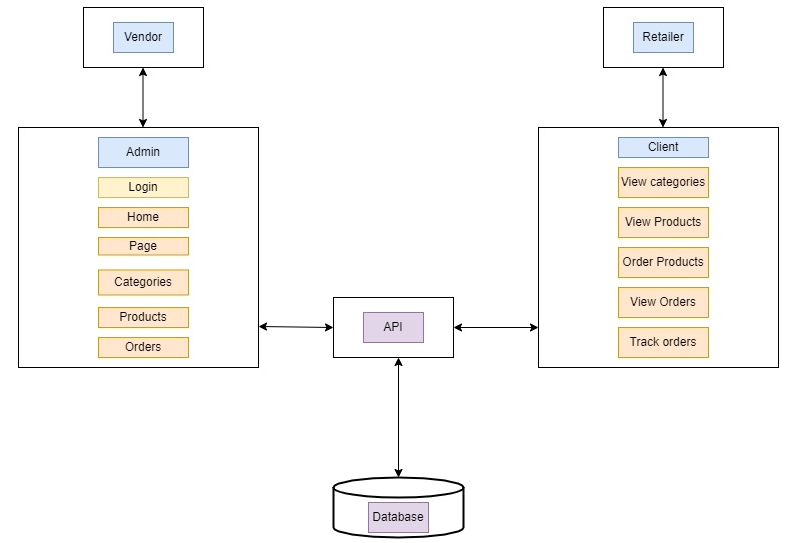 Vendor
Retailer
Admin
Login
Home
Page
Categories
Products
Orders
Client
View categories
View Products
Order Products
View Orders
Track orders
API
Database